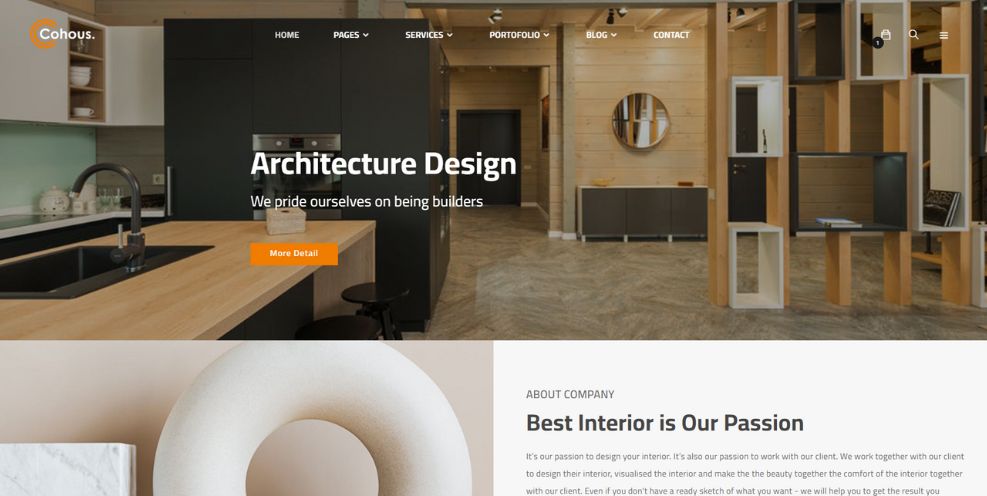 Cohous.
HOME PAGES SERVICES PORTOFOLIO BLOG CONTACT
1
Architecture Design
We pride ourselves on being builders
More Detail
ABOUT COMPANY
Best Interior is Our Passion
It's our passion to design your interior. It's also our passion to work with our client. We work together with our client
to design their interior, visualised the interior and make the the beauty together the comfort of the interior together
with our client. Even if you don't have a ready sketch of what you want - we will help you to get the result you